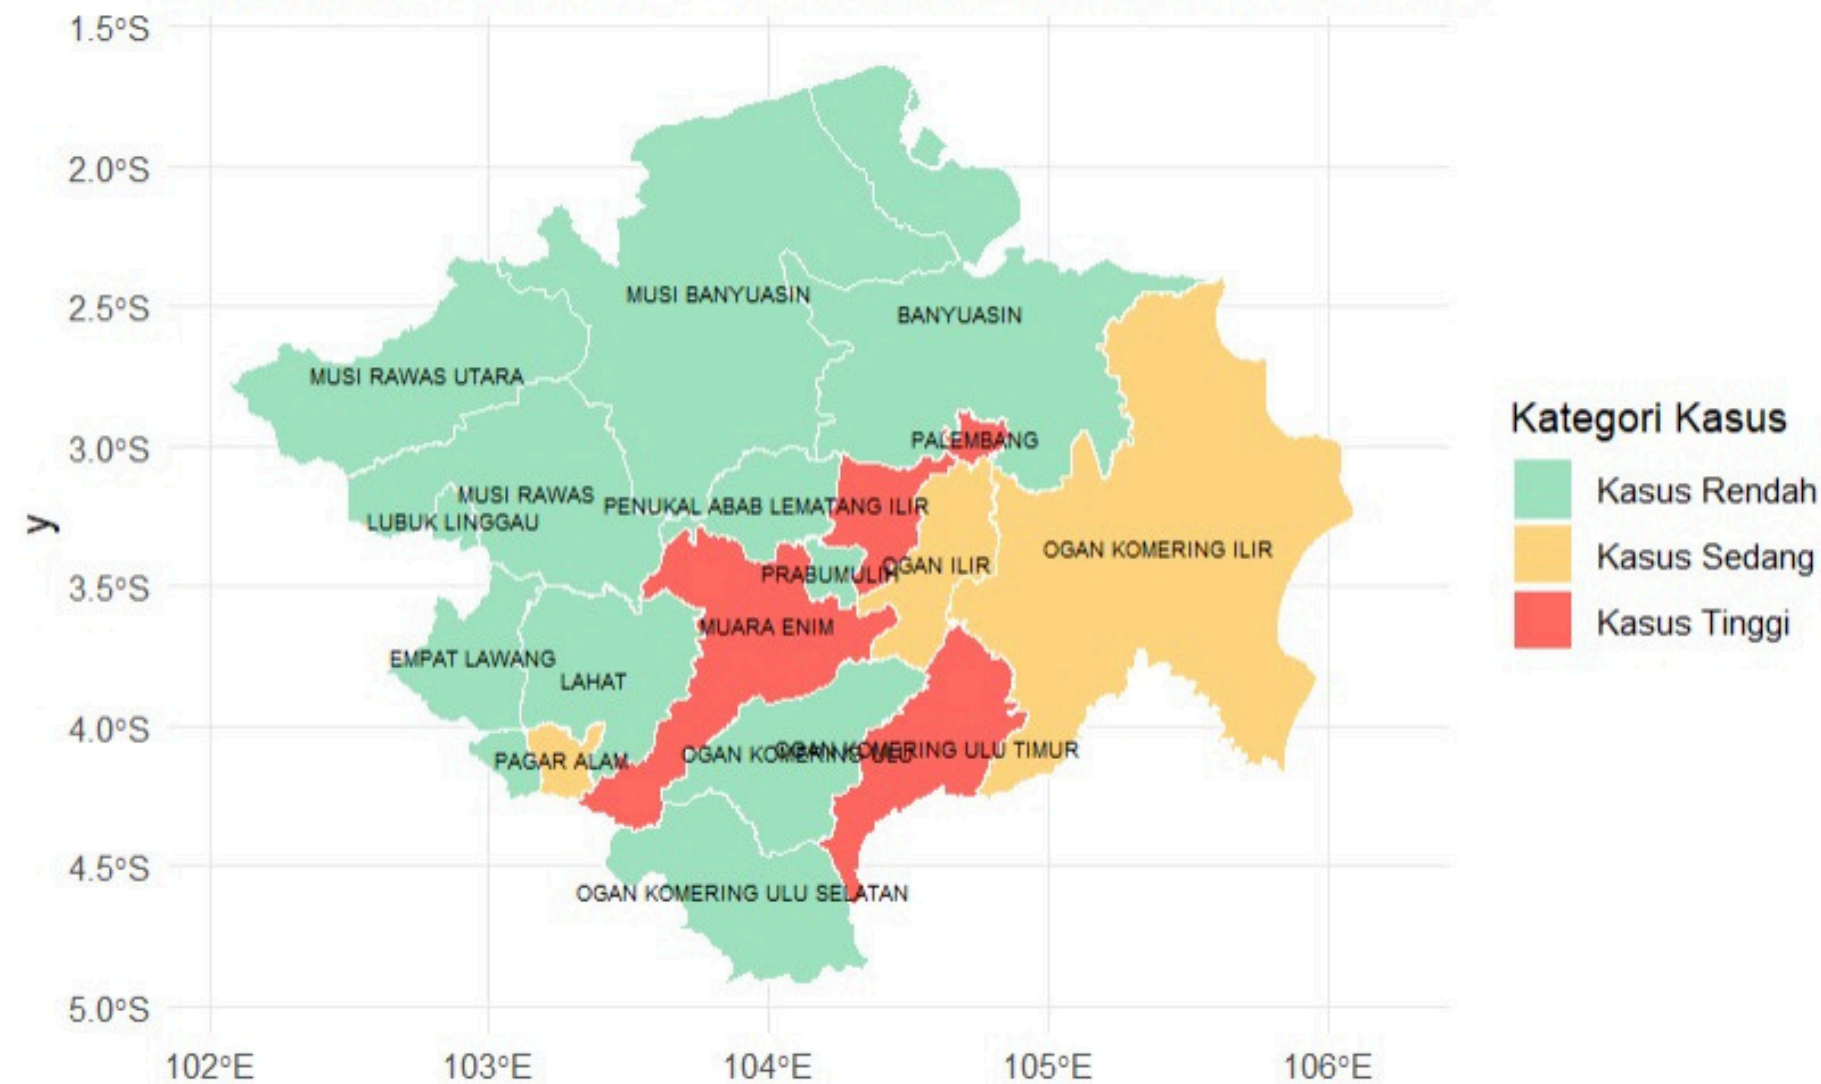 1.5°S
2.0°S
2.5°S
3.0°S
3.5°S
4.0°S
4.5°S
5.0°S
y
102°E
103°E
104°E
105°E
106°E
MUSI BANYUASIN
BANYUASIN
MUSI RAWAS UTARA
PALEMBANG
MUSI RAWAS
PENUKAL ABAB LEMATANG ILIR
LUBUK LINGGAU
OGAN KOMERING ILIR
OGAN ILIR
PRABUMULIH
MUARA ENIM
EMPAT LAWANG
LAHAT
PAGAR ALAM
OGAN KOMERING ULU
OGAN KOMERING ULU TIMUR
OGAN KOMERING ULU SELATAN
Kategori Kasus
Kasus Rendah
Kasus Sedang
Kasus Tinggi